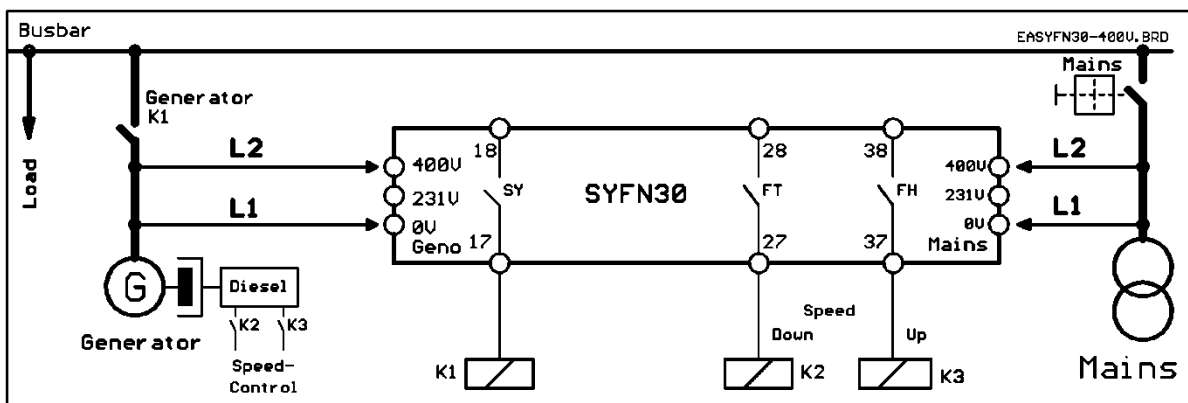 Busbar
EASYFN30-400V.BRD
Mains
Generator
K1
Load
L2
L1
400V
231V
0V
Geno
18
SY
17
SYFN30
28
FT
27
38
FH
37
400V
231V
0V
Mains
L2
L1
G
Generator
Diesel
K2
K3
Speed-
Control
Speed
Down
Up
K1
K2
K3
Mains